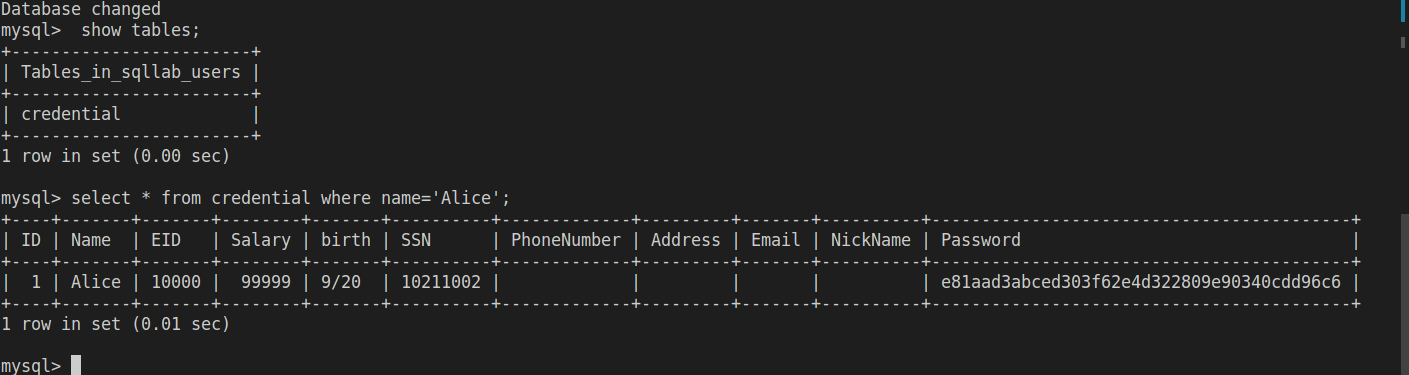 Database changed
mysql>  show tables;
+------------------------+
| Tables_in_sqllab_users |
+------------------------+
| credential             |
+------------------------+
1 row in set (0.00 sec)

mysql> select * from credential where name='Alice';
+----+-------+-------+--------+-------+----------+-------------+---------+-------+----------+------------------------------------------+
| ID | Name  | EID   | Salary | birth | SSN      | PhoneNumber | Address | Email | NickName | Password                                 |
+----+-------+-------+--------+-------+----------+-------------+---------+-------+----------+------------------------------------------+
|  1 | Alice | 10000 |  99999 | 9/20  | 10211002 |             |         |       |          | e81aad3abced303f62e4d322809e90340cdd96c6 |
+----+-------+-------+--------+-------+----------+-------------+---------+-------+----------+------------------------------------------+
1 row in set (0.01 sec)

mysql>